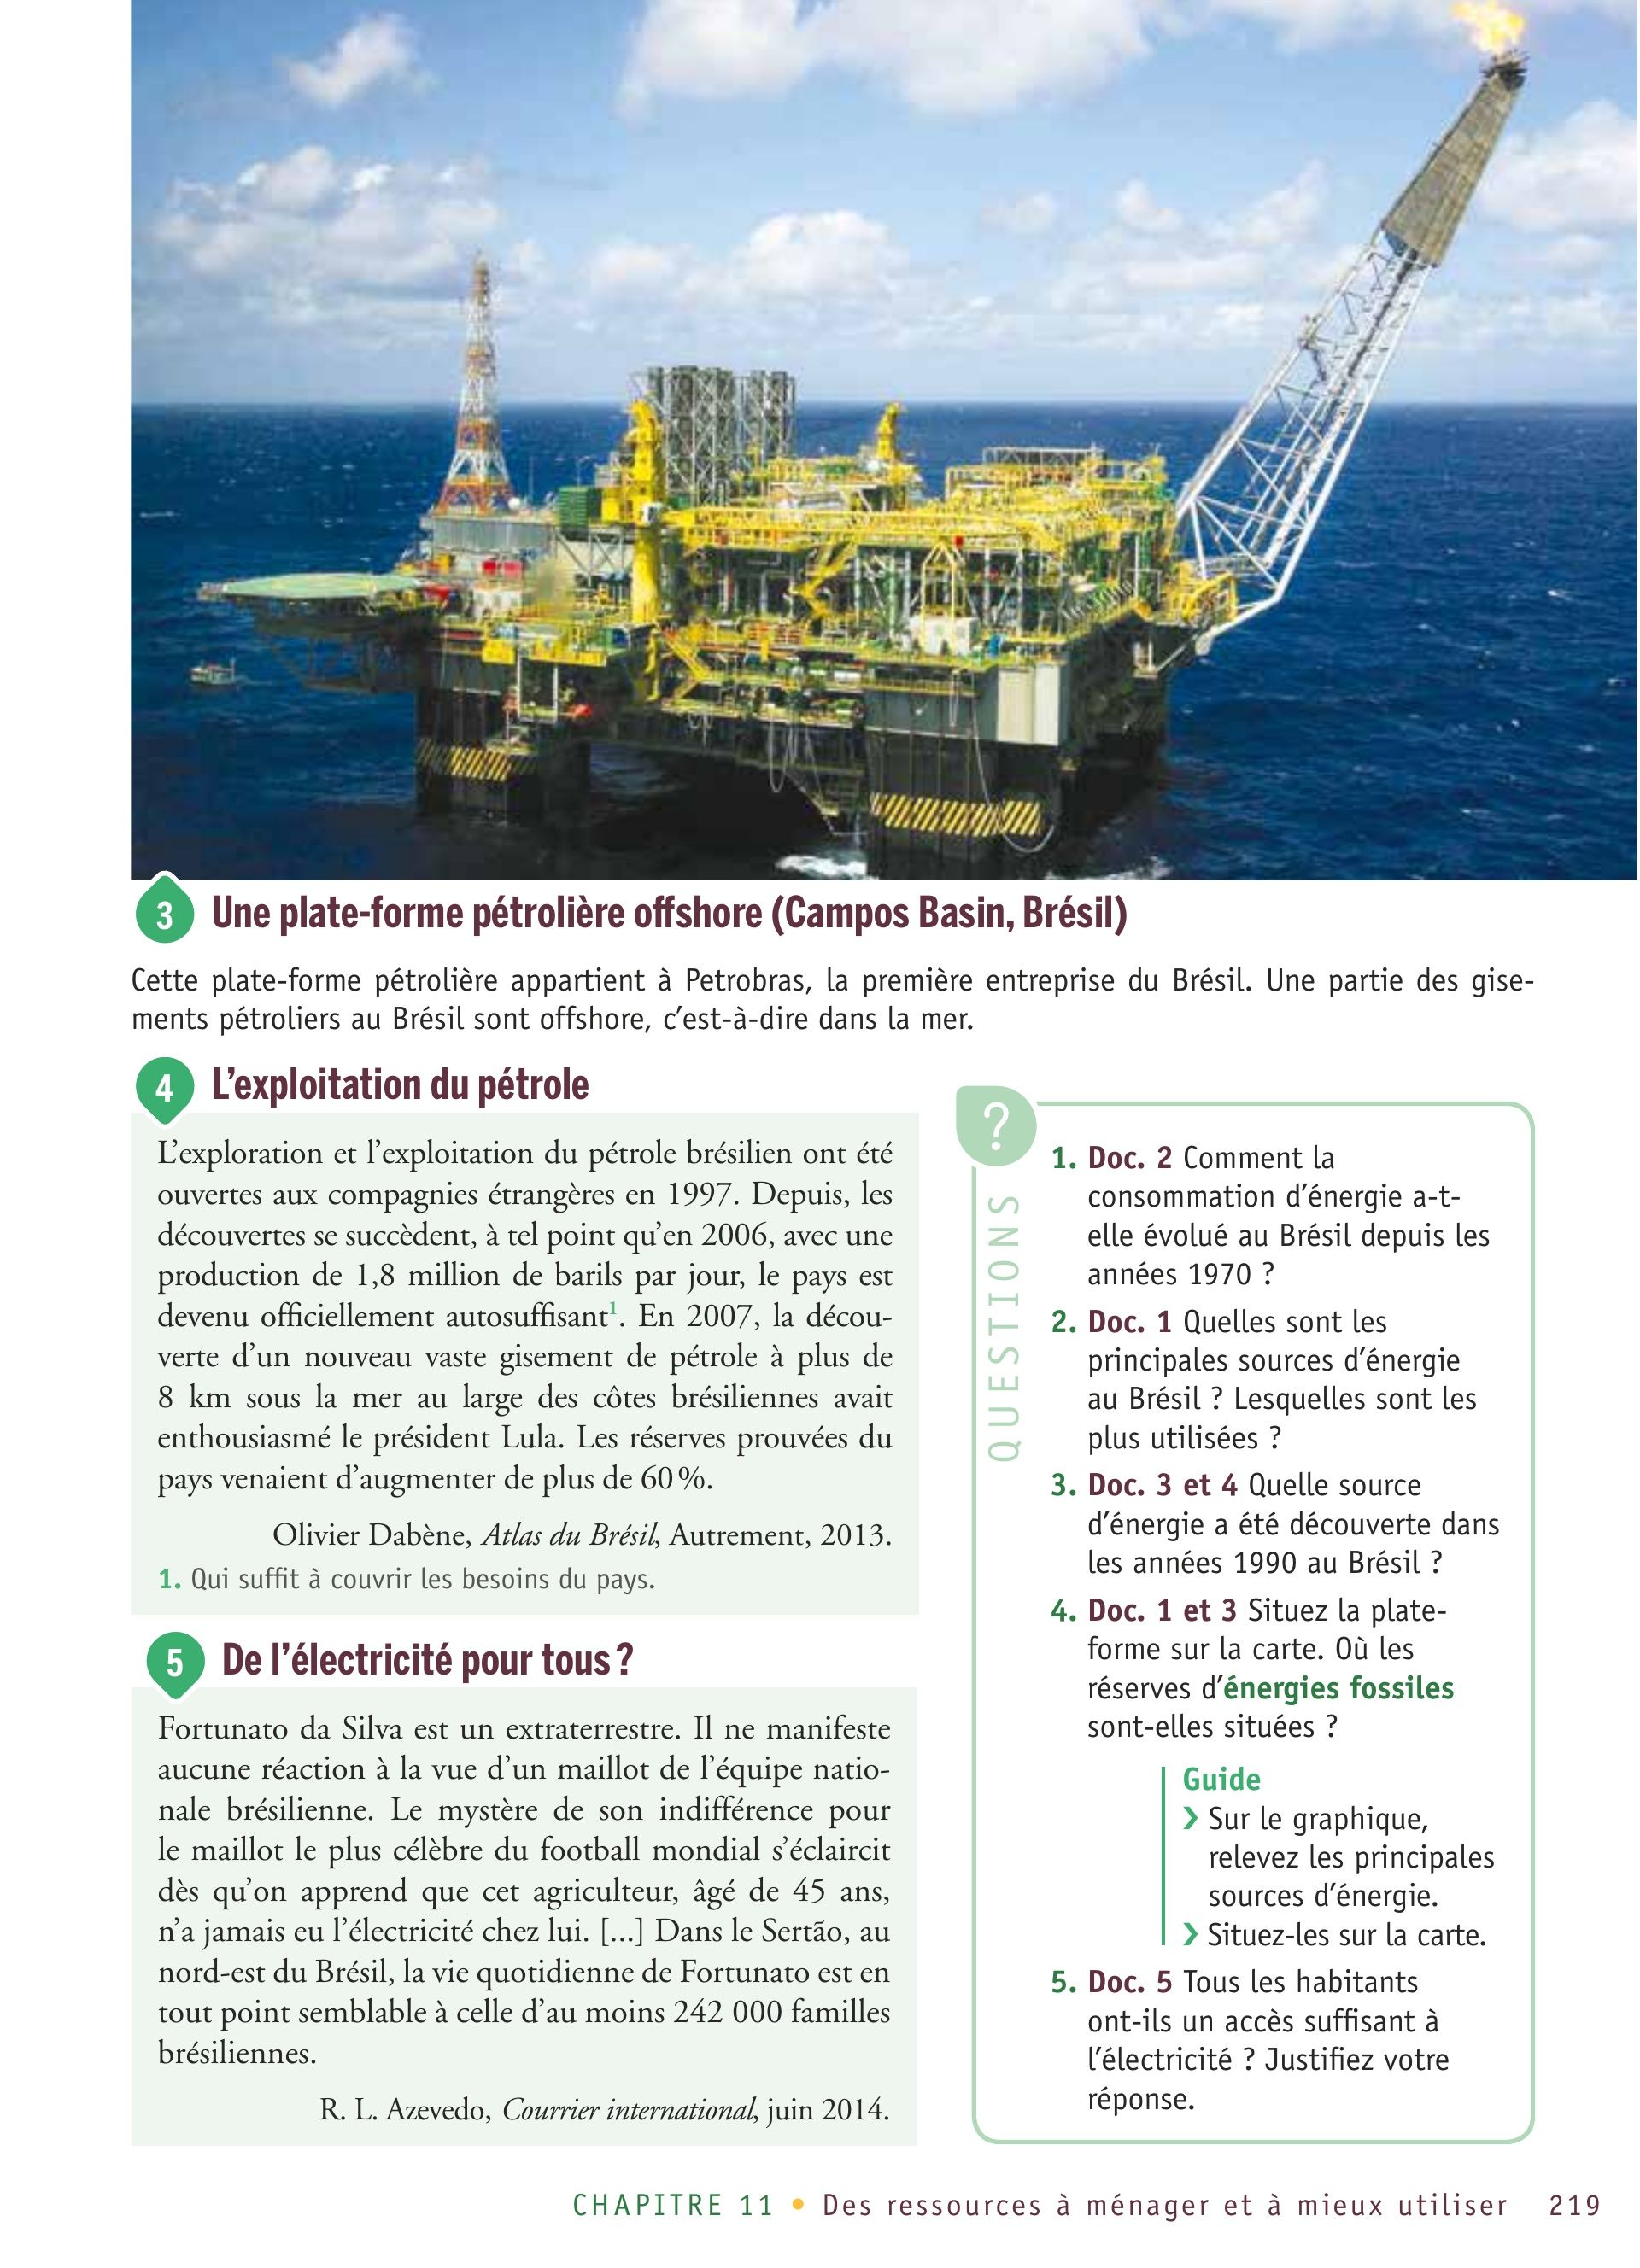 3 Une plate-forme pétrolière offshore (Campos Basin, Brésil)
Cette plate-forme pétrolière appartient à Petrobras, la première entreprise du Brésil. Une partie des gise-
ments pétroliers au Brésil sont offshore, c’est-à-dire dans la mer.
4 L’exploitation du pétrole
L’exploration et l’exploitation du pétrole brésilien ont été
ouvertes aux compagnies étrangères en 1997. Depuis, les
découvertes se succèdent, à tel point qu’en 2006, avec une
production de 1,8 million de barils par jour, le pays est
devenu officiellement autosuffisant¹. En 2007, la décou-
verte d’un nouveau vaste gisement de pétrole à plus de
8 km sous la mer au large des côtes brésiliennes avait
enthousiasmé le président Lula. Les réserves prouvées du
pays venaient d’augmenter de plus de 60 %.
Olivier Dabène, Atlas du Brésil, Autrement, 2013.
1. Qui suffit à couvrir les besoins du pays.
5 De l’électricité pour tous ?
Fortunato da Silva est un extraterrestre. Il ne manifeste
aucune réaction à la vue d’un maillot de l’équipe natio-
nale brésilienne. Le mystère de son indifférence pour
le maillot le plus célèbre du football mondial s’éclaircit
dès qu’on apprend que cet agriculteur, âgé de 45 ans,
n’a jamais eu l’électricité chez lui. [...] Dans le Sertão, au
nord-est du Brésil, la vie quotidienne de Fortunato est en
tout point semblable à celle d’au moins 242 000 familles
brésiliennes.
R. L. Azevedo, Courrier international, juin 2014.
?
QUESTIONS
1. Doc. 2 Comment la
consommation d’énergie a-t-
elle évolué au Brésil depuis les
années 1970 ?
2. Doc. 1 Quelles sont les
principales sources d’énergie
au Brésil ? Lesquelles sont les
plus utilisées ?
3. Doc. 3 et 4 Quelle source
d’énergie a été découverte dans
les années 1990 au Brésil ?
4. Doc. 1 et 3 Situez la plate-
forme sur la carte. Où les
réserves d’énergies fossiles
sont-elles situées ?
Guide
❯ Sur le graphique,
relevez les principales
sources d’énergie.
❯ Situez-les sur la carte.
5. Doc. 5 Tous les habitants
ont-ils un accès suffisant à
l’électricité ? Justifiez votre
réponse.
CHAPITRE 11 • Des ressources à ménager et à mieux utiliser 219